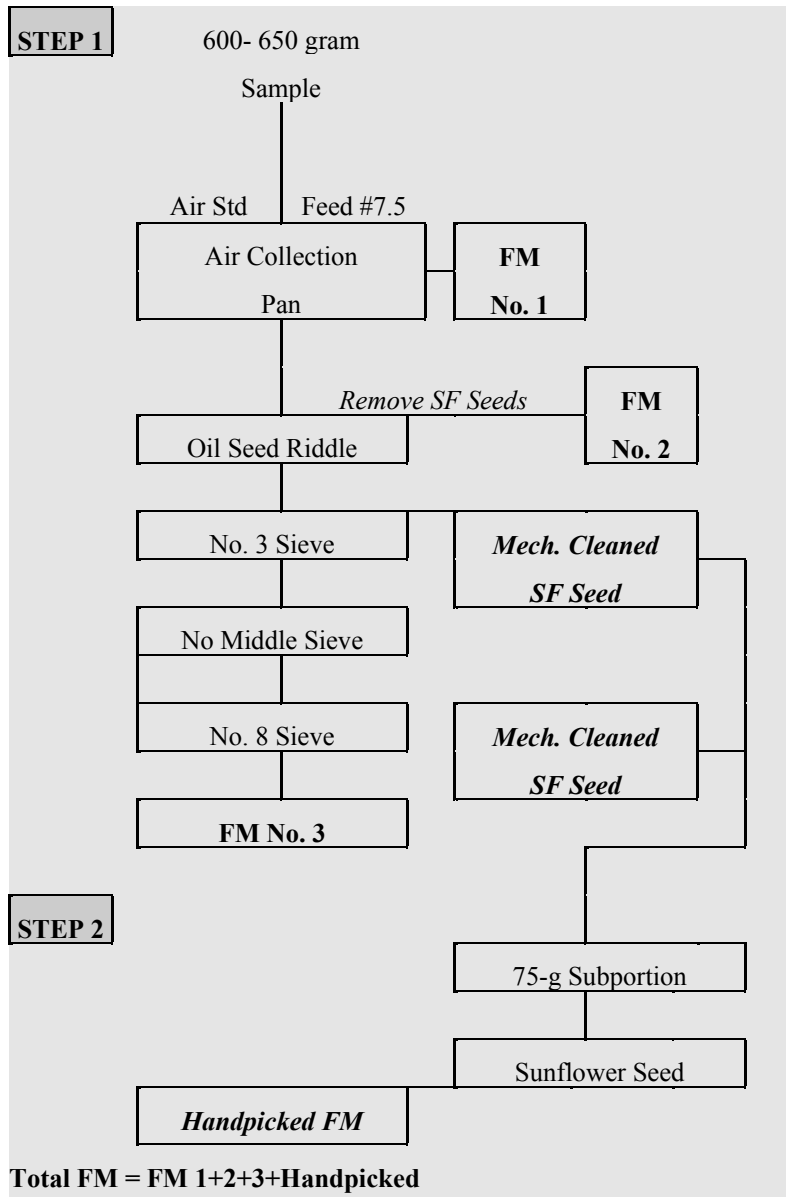 STEP 1 600- 650 gram
Sample
Air Std Feed #7.5
Air Collection FM
Pan No. 1
Remove SF Seeds FM
Oil Seed Riddle No. 2
No. 3 Sieve Mech. Cleaned
SF Seed
No Middle Sieve
No. 8 Sieve Mech. Cleaned
SF Seed
FM No. 3
STEP 2
75-g Subportion
Sunflower Seed
Handpicked FM
Total FM = FM 1+2+3+Handpicked